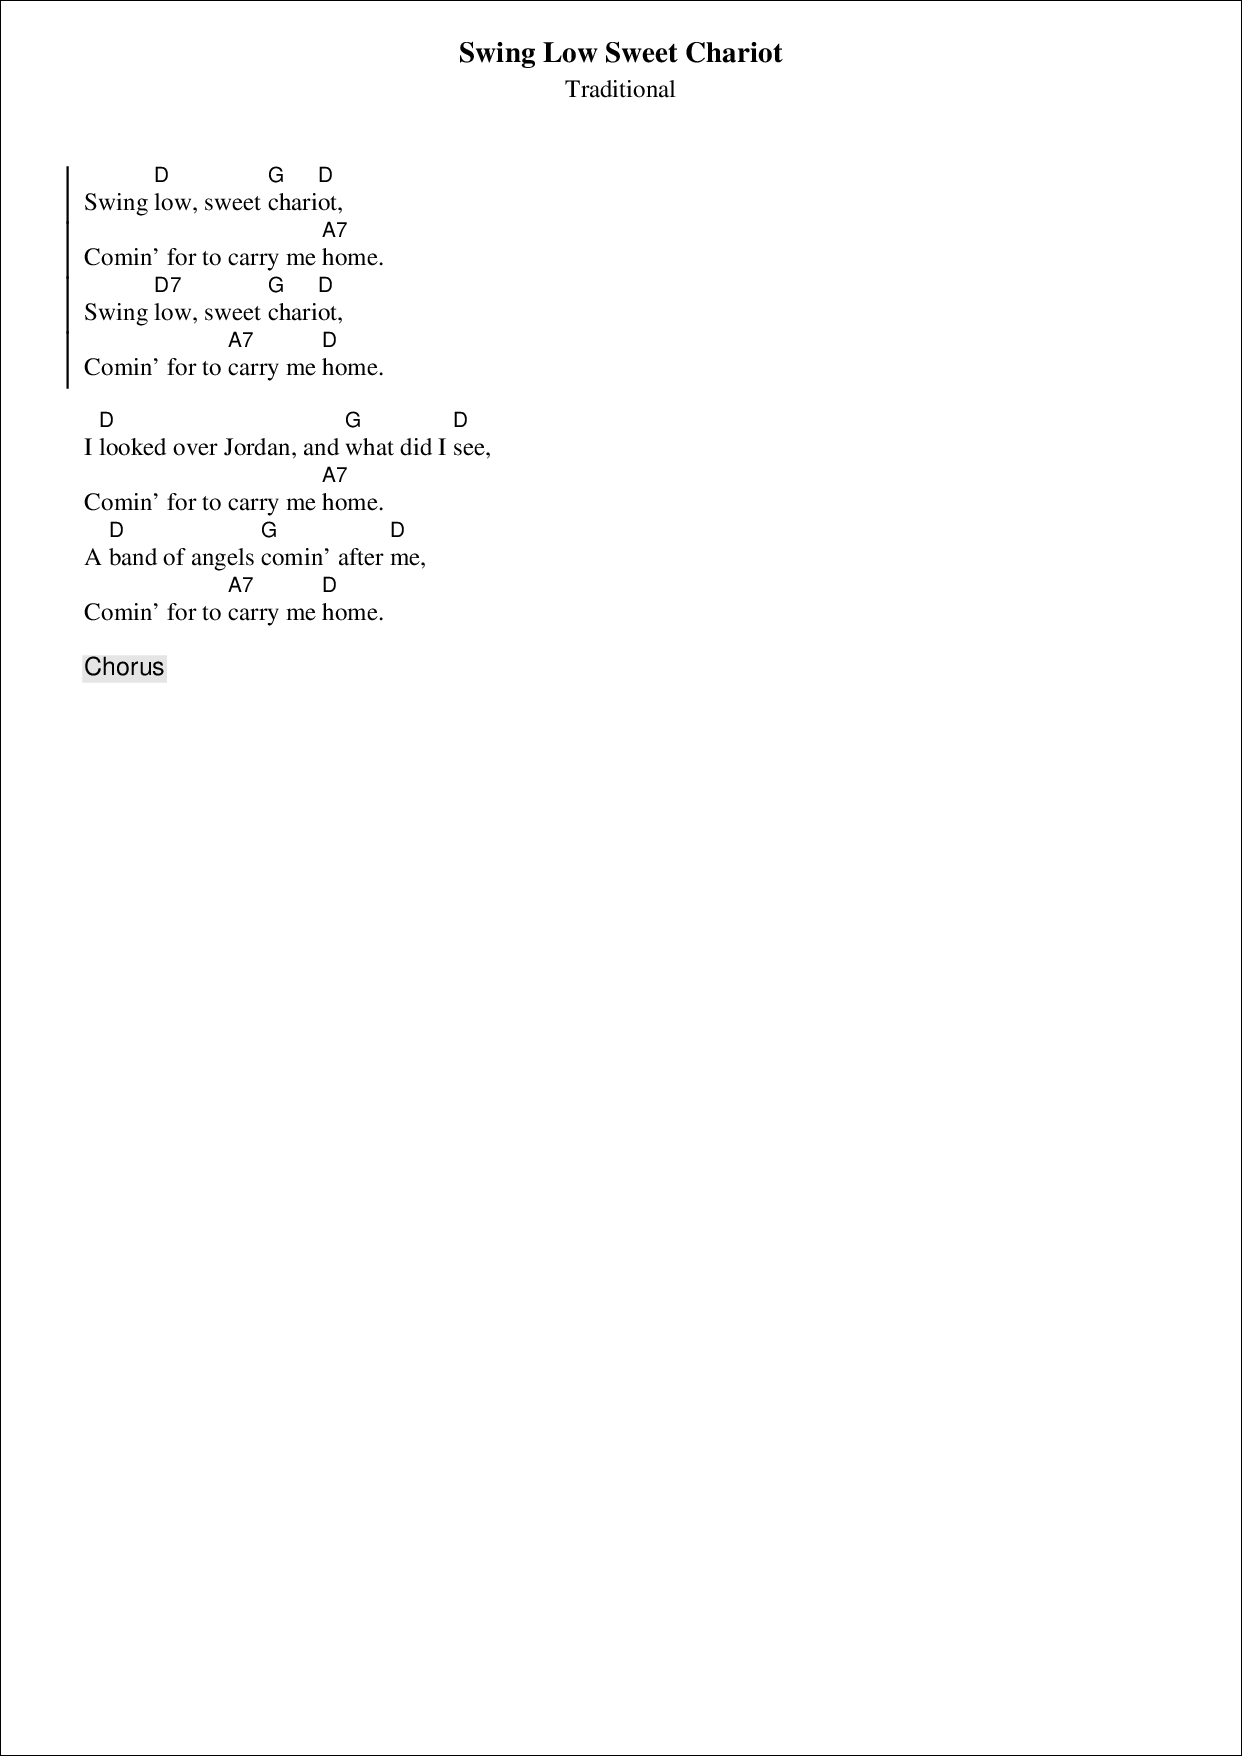 Swing Low Sweet Chariot
Traditional
D G D
Swing low, sweet chariot,
A7
Comin' for to carry me home.
D7 G D
Swing low, sweet chariot,
A7 D
Comin' for to carry me home.
D G D
I looked over Jordan, and what did I see,
A7
Comin' for to carry me home.
D G D
A band of angels comin' after me,
A7 D
Comin' for to carry me home.
Chorus